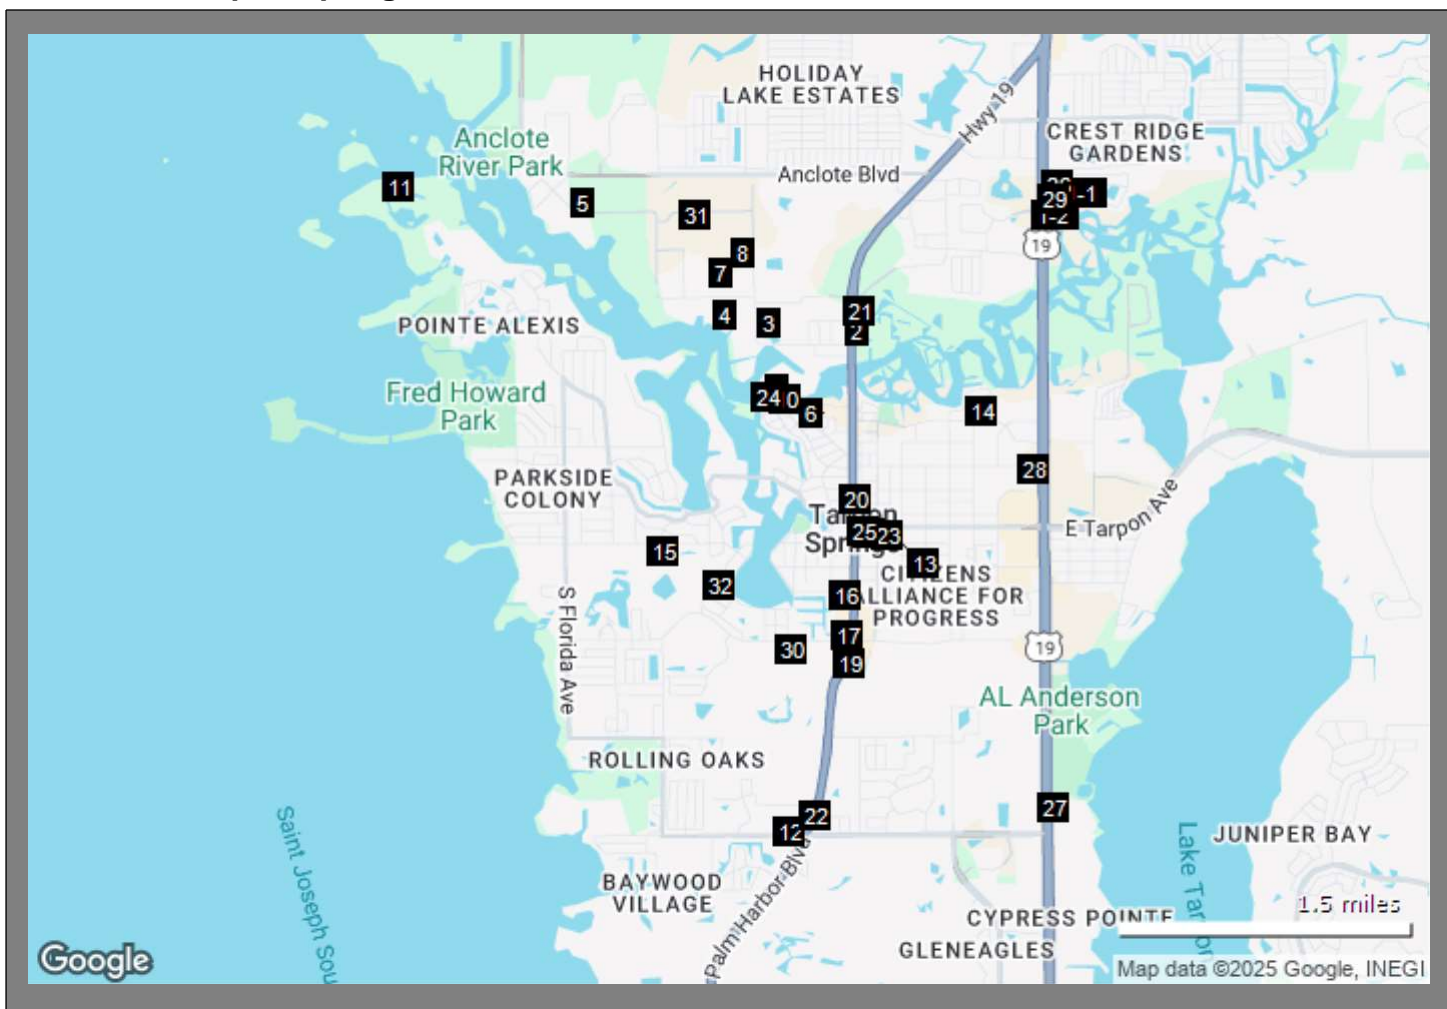 HOLIDAY
LAKE ESTATES
Hwy 19
CREST RIDGE
GARDENS
Anclote
River Park
Anclote Blvd
11
5
31
29
-1
1-2
19
8
7
4
3
21
2
POINTE ALEXIS
Fred Howard
Park
24
0
6
14
28
PARKSIDE
COLONY
20
E Tarpon Ave
25
23
13
15
32
16
CITIZENS
ALLIANCE FOR
PROGRESS
S Florida Ave
17
30
19
19
AL Anderson
Park
ROLLING OAKS
27
22
12
JUNIPER BAY
Saint Joseph Sou
BAYWOOD
VILLAGE
Palm Harbor Blvd
CYPRESS POINTE
GLENEAGLES
1.5 miles
Google
Map data ©2025 Google, INEGI